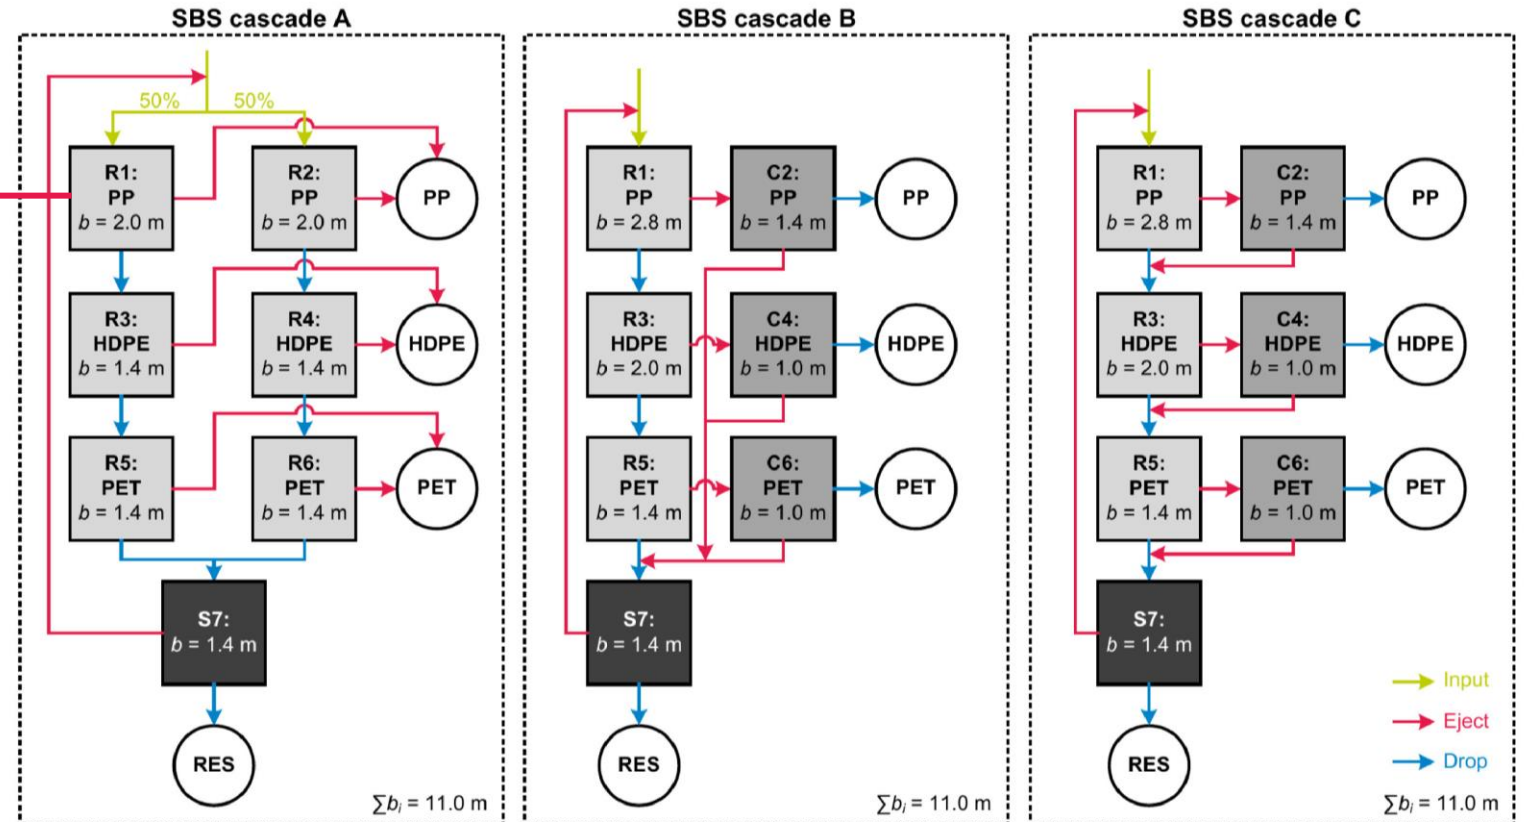 SBS cascade A
50% 50%
R1:
PP
b = 2.0 m
R2:
PP
b = 2.0 m
PP
R3:
HDPE
b = 1.4 m
R4:
HDPE
b = 1.4 m
HDPE
R5:
PET
b = 1.4 m
R6:
PET
b = 1.4 m
PET
S7:
b = 1.4 m
RES
∑bᵢ = 11.0 m
SBS cascade B
R1:
PP
b = 2.8 m
C2:
PP
b = 1.4 m
PP
R3:
HDPE
b = 2.0 m
C4:
HDPE
b = 1.0 m
HDPE
R5:
PET
b = 1.4 m
C6:
PET
b = 1.0 m
PET
S7:
b = 1.4 m
RES
∑bᵢ = 11.0 m
SBS cascade C
R1:
PP
b = 2.8 m
C2:
PP
b = 1.4 m
PP
R3:
HDPE
b = 2.0 m
C4:
HDPE
b = 1.0 m
HDPE
R5:
PET
b = 1.4 m
C6:
PET
b = 1.0 m
PET
S7:
b = 1.4 m
RES
Input
Eject
Drop
∑bᵢ = 11.0 m